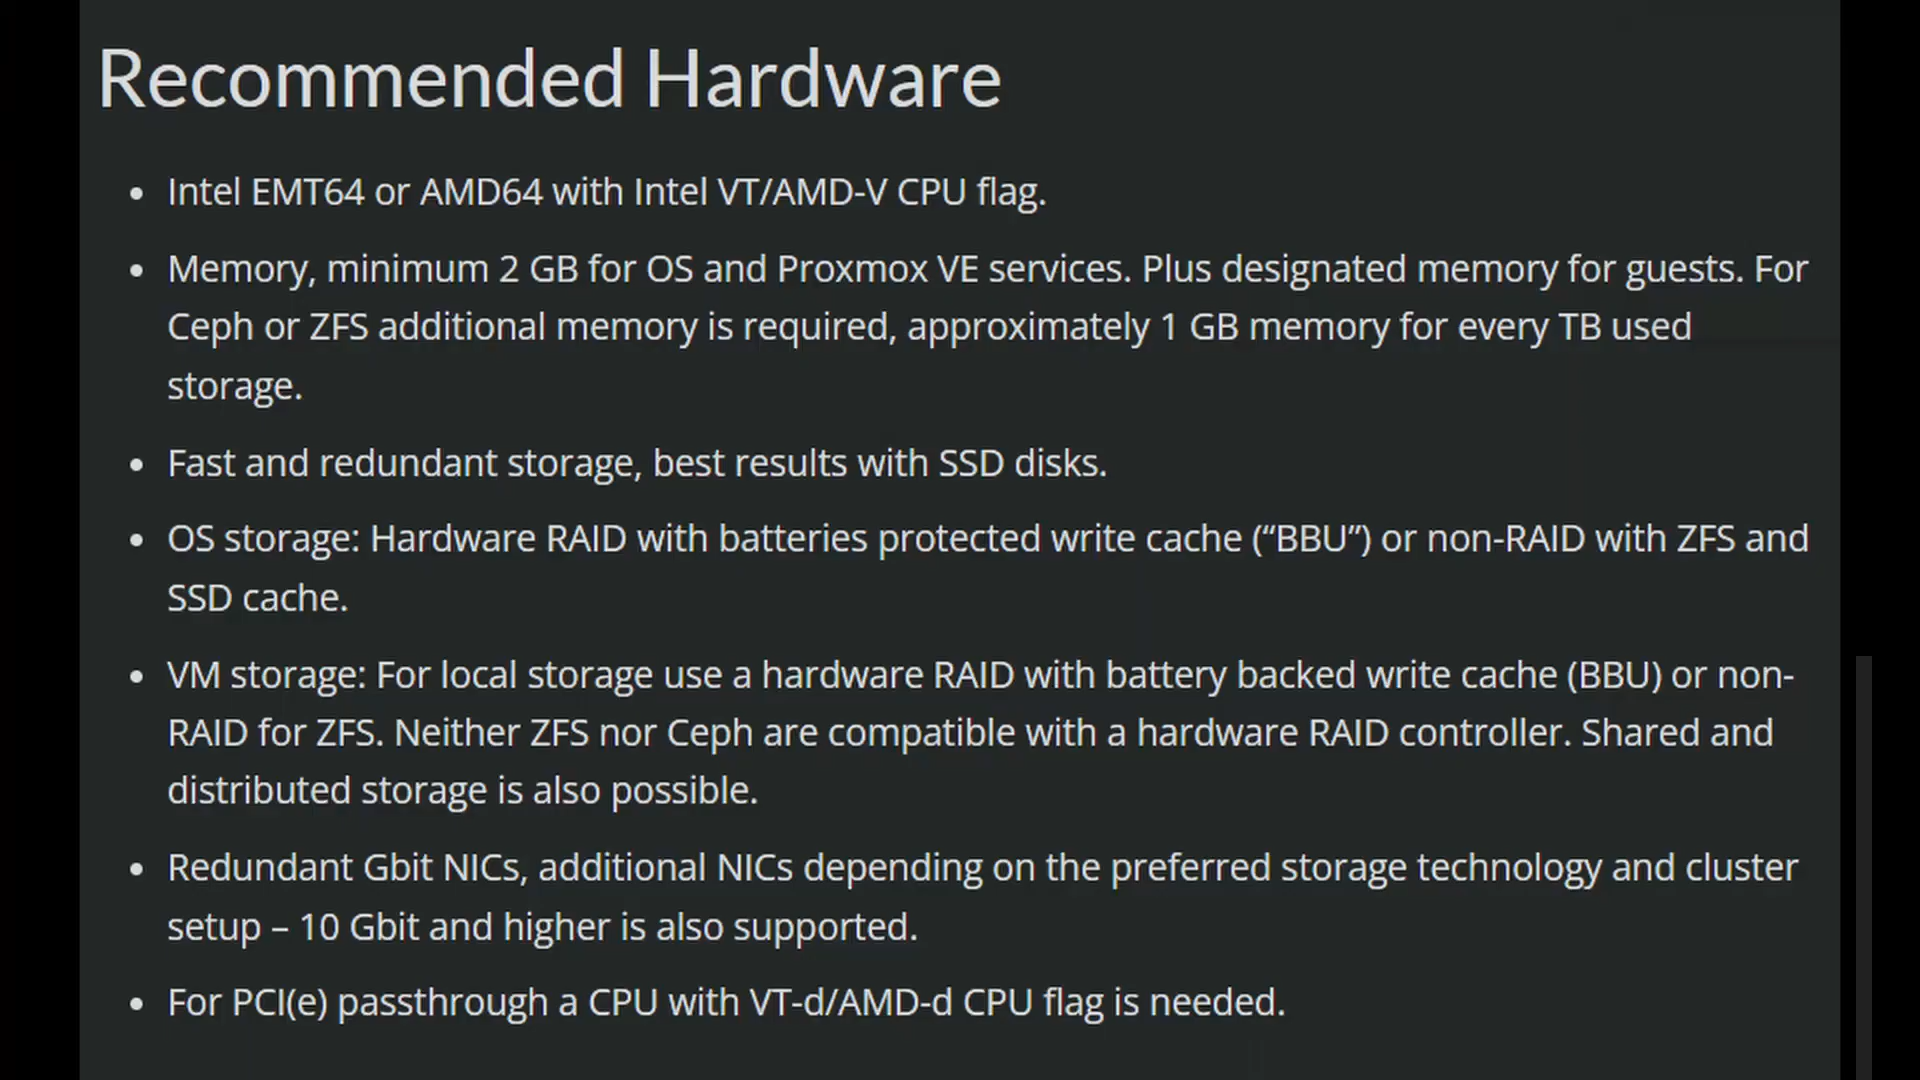 Recommended Hardware
• Intel EMT64 or AMD64 with Intel VT/AMD-V CPU flag.
• Memory, minimum 2 GB for OS and Proxmox VE services. Plus designated memory for guests. For
Ceph or ZFS additional memory is required, approximately 1 GB memory for every TB used
storage.
• Fast and redundant storage, best results with SSD disks.
• OS storage: Hardware RAID with batteries protected write cache (“BBU”) or non-RAID with ZFS and
SSD cache.
• VM storage: For local storage use a hardware RAID with battery backed write cache (BBU) or non-
RAID for ZFS. Neither ZFS nor Ceph are compatible with a hardware RAID controller. Shared and
distributed storage is also possible.
• Redundant Gbit NICs, additional NICs depending on the preferred storage technology and cluster
setup – 10 Gbit and higher is also supported.
• For PCI(e) passthrough a CPU with VT-d/AMD-d CPU flag is needed.